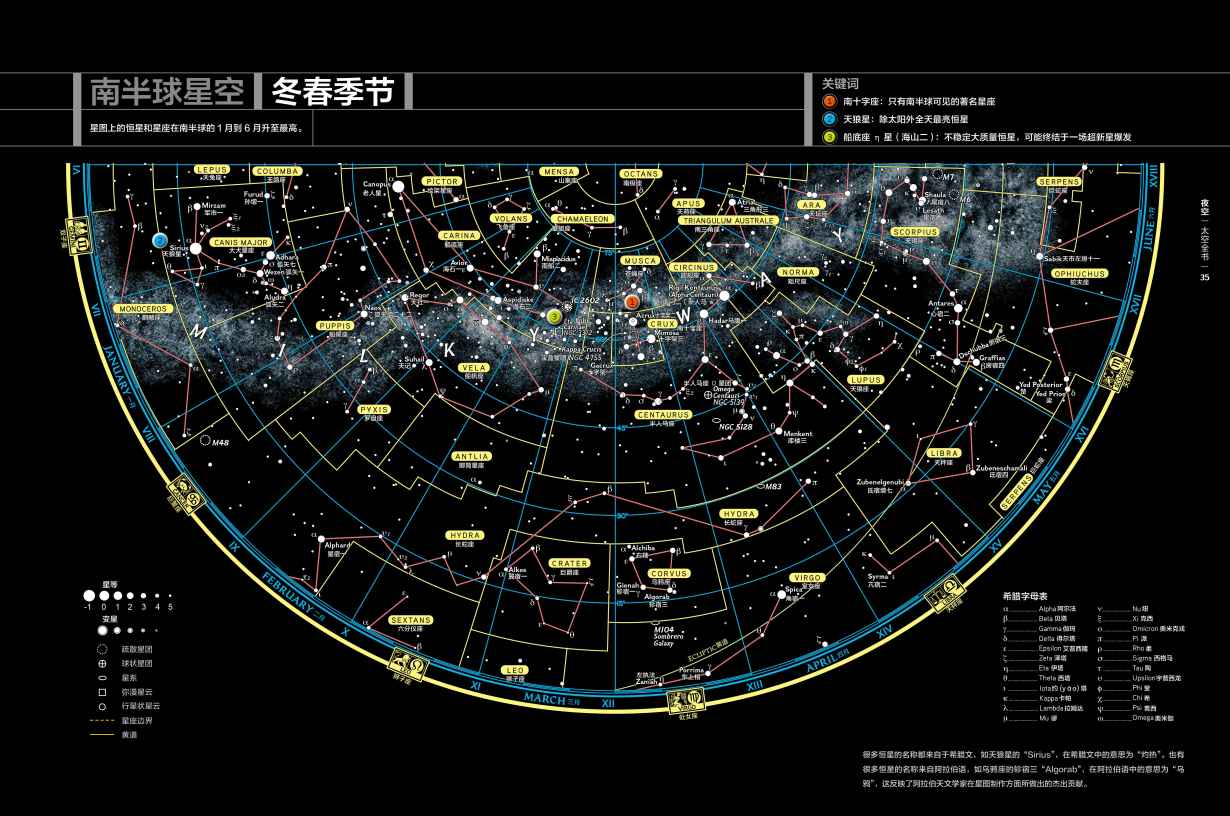 南半球星空 冬春季节
星图上的恒星和星座在南半球的 1 月到 6 月升至最高。
关键词
1 南十字座：只有南半球可见的著名星座
2 天狼星：除太阳外全天最亮恒星
3 船底座 η 星（海山二）：不稳定大质量恒星，可能终结于一场超新星爆发
夜空 | 太空全书 | 35
VI
LEPUS
天兔座
COLUMBA
天鸽座
Furud
孙增一
Mirzam
军市一
Canopus
老人星
PICTOR
绘架星座
MENSA
山案座
OCTANS
南极座
APUS
天燕座
Atria
三角形三
TRIANGULUM AUSTRALE
南三角座
ARA
天坛座
M7
M6
Shaula
尾宿八
Lesath
SCORPIUS
天蝎座
SERPENS
巨蛇座
XVIII
JUNE 六月
Sabik 天市左垣十一
OPHIUCHUS
蛇夫座
XVII
2
Sirius
天狼星
CANIS MAJOR
大犬星座
Adhara
弧矢七
Wezen 弧矢一
Aludra
弧矢二
VOLANS
飞鱼座
CHAMAELEON
蝘蜓座
CARINA
船底座
Avior
海石一
Miaplacidus
南船二
MUSCA
苍蝇座
CIRCINUS
圆规座
Rigil Kentaurus
(Alpha Centauri)
NORMA
矩尺座
MONOCEROS
麒麟座
VII
Naos
Regor
Aspidiske
IC 2602
1
Acrux
CRUX
南十字座
Mimosa
十字架三
Hadar 马腹一
Antares
心宿二
PUPPIS
船尾座
3
Kappa Crucis
NGC 4755
Gacrux
十字架一
MILKY WAY
Suhail
天记
VELA
船帆座
Dschubba 房宿三
Graffias
房宿四
LUPUS
天狼座
Yed Posterior
Yed Prior
JANUARY 一月
PYXIS
罗盘座
半人马座 ω 星团
Omega
Centauri
NGC 5139
CENTAURUS
半人马座
NGC 5128
Menkent
库楼三
VIII
M48
XVI
ANTLIA
唧筒星座
M83
LIBRA
天秤座
Zubeneschamali
氐宿四
Zubenelgenubi
氐宿增七
SERPENS
巨蛇座
MAY 五月
HYDRA
长蛇座
XV
IX
HYDRA
长蛇座
Alphard
星宿一
Alkes
翼宿一
CRATER
巨爵座
Alchiba
右辖
CORVUS
乌鸦座
Gienah
轸宿一
Algorab
轸宿三
VIRGO
室女座
Spica
角宿一
Syrma
亢宿二
FEBRUARY 二月
SEXTANS
六分仪座
M104
Sombrero
Galaxy
ECLIPTIC 黄道
X
XIV
LEO
狮子座
左执法
Zaniah
Porrima
东上相
APRIL 四月
XI
MARCH 三月
XII
XIII
VIRGO
处女座
星等
-1 0 1 2 3 4 5
变星
疏散星团
球状星团
星系
弥漫星云
行星状星云
星座边界
黄道
希腊字母表
α Alpha 阿尔法
β Beta 贝塔
γ Gamma 伽玛
δ Delta 得尔塔
ε Epsilon 艾普西隆
ζ Zeta 泽塔
η Eta 伊塔
θ Theta 西塔
ι Iota 约 (yāo) 塔
κ Kappa 卡帕
λ Lambda 拉姆达
μ Mu 谬
ν Nu 纽
ξ Xi 克西
ο Omicron 奥米克戎
π Pi 派
ρ Rho 柔
σ Sigma 西格马
τ Tau 陶
υ Upsilon 宇普西龙
φ Phi 斐
χ Chi 希
ψ Psi 普西
ω Omega 奥米伽
很多恒星的名称都来自于希腊文，如天狼星的“Sirius”，在希腊文中的意思为“灼热”，也有
很多恒星的名称来自阿拉伯语，如乌鸦座的轸宿三“Algorab”，在阿拉伯语中的意思为“乌
鸦”，这反映了阿拉伯天文学家在星图制作方面所做出的杰出贡献。